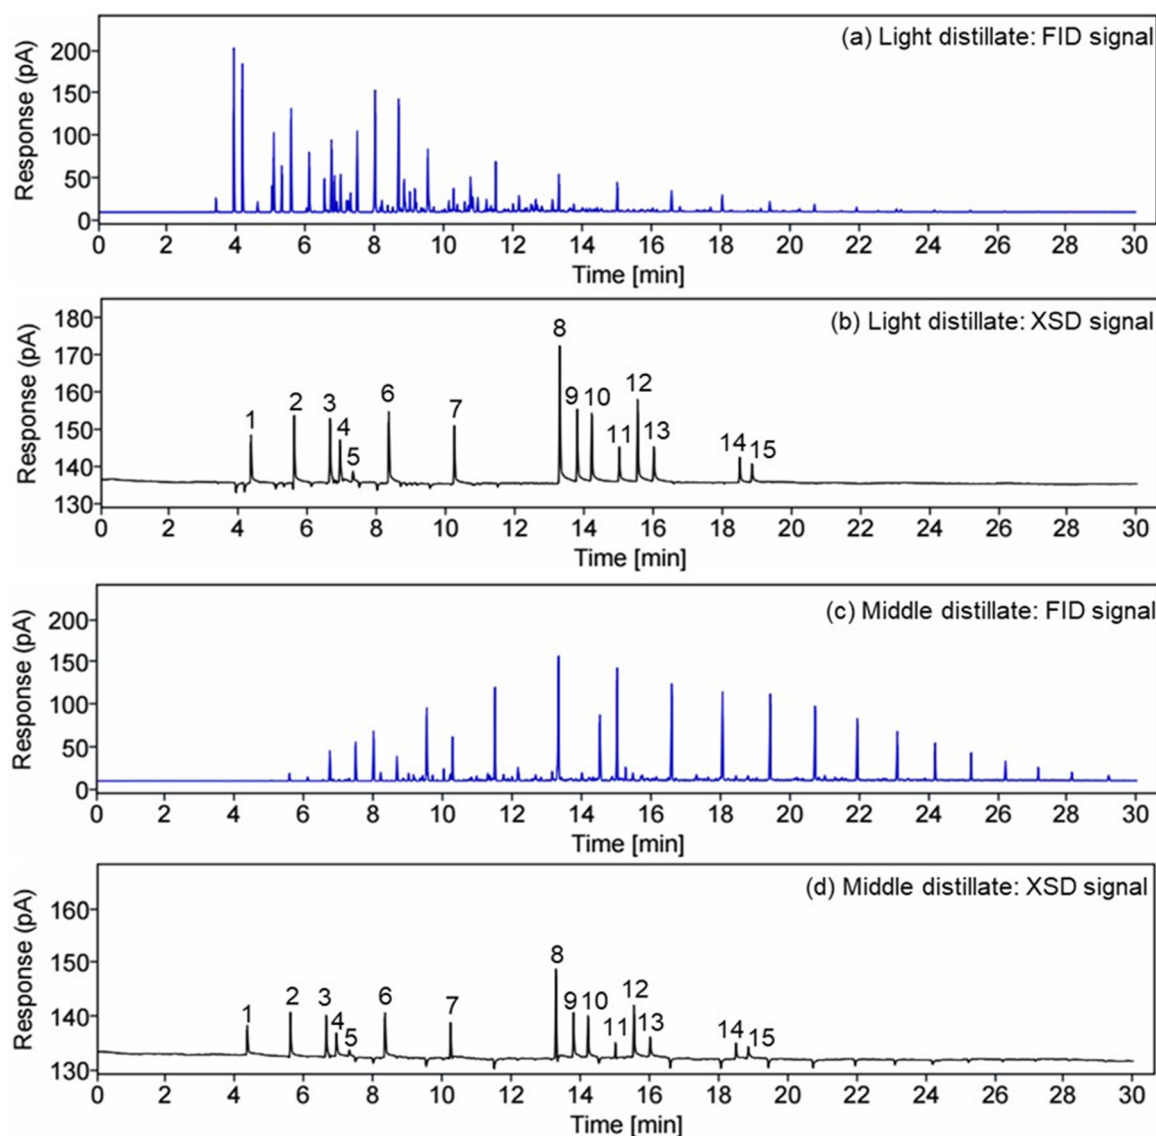 (a) Light distillate: FID signal
Response (pA)
200
150
100
50
0
0 2 4 6 8 10 12 14 16 18 20 22 24 26 28 30
Time [min]
(b) Light distillate: XSD signal
Response (pA)
180
170
160
150
140
130
1 2 3 4 5 6 7 8 9 10 11 12 13 14 15
0 2 4 6 8 10 12 14 16 18 20 22 24 26 28 30
Time [min]
(c) Middle distillate: FID signal
Response (pA)
200
150
100
50
0
0 2 4 6 8 10 12 14 16 18 20 22 24 26 28 30
Time [min]
(d) Middle distillate: XSD signal
Response (pA)
160
150
140
130
1 2 3 4 5 6 7 8 9 10 11 12 13 14 15
0 2 4 6 8 10 12 14 16 18 20 22 24 26 28 30
Time [min]